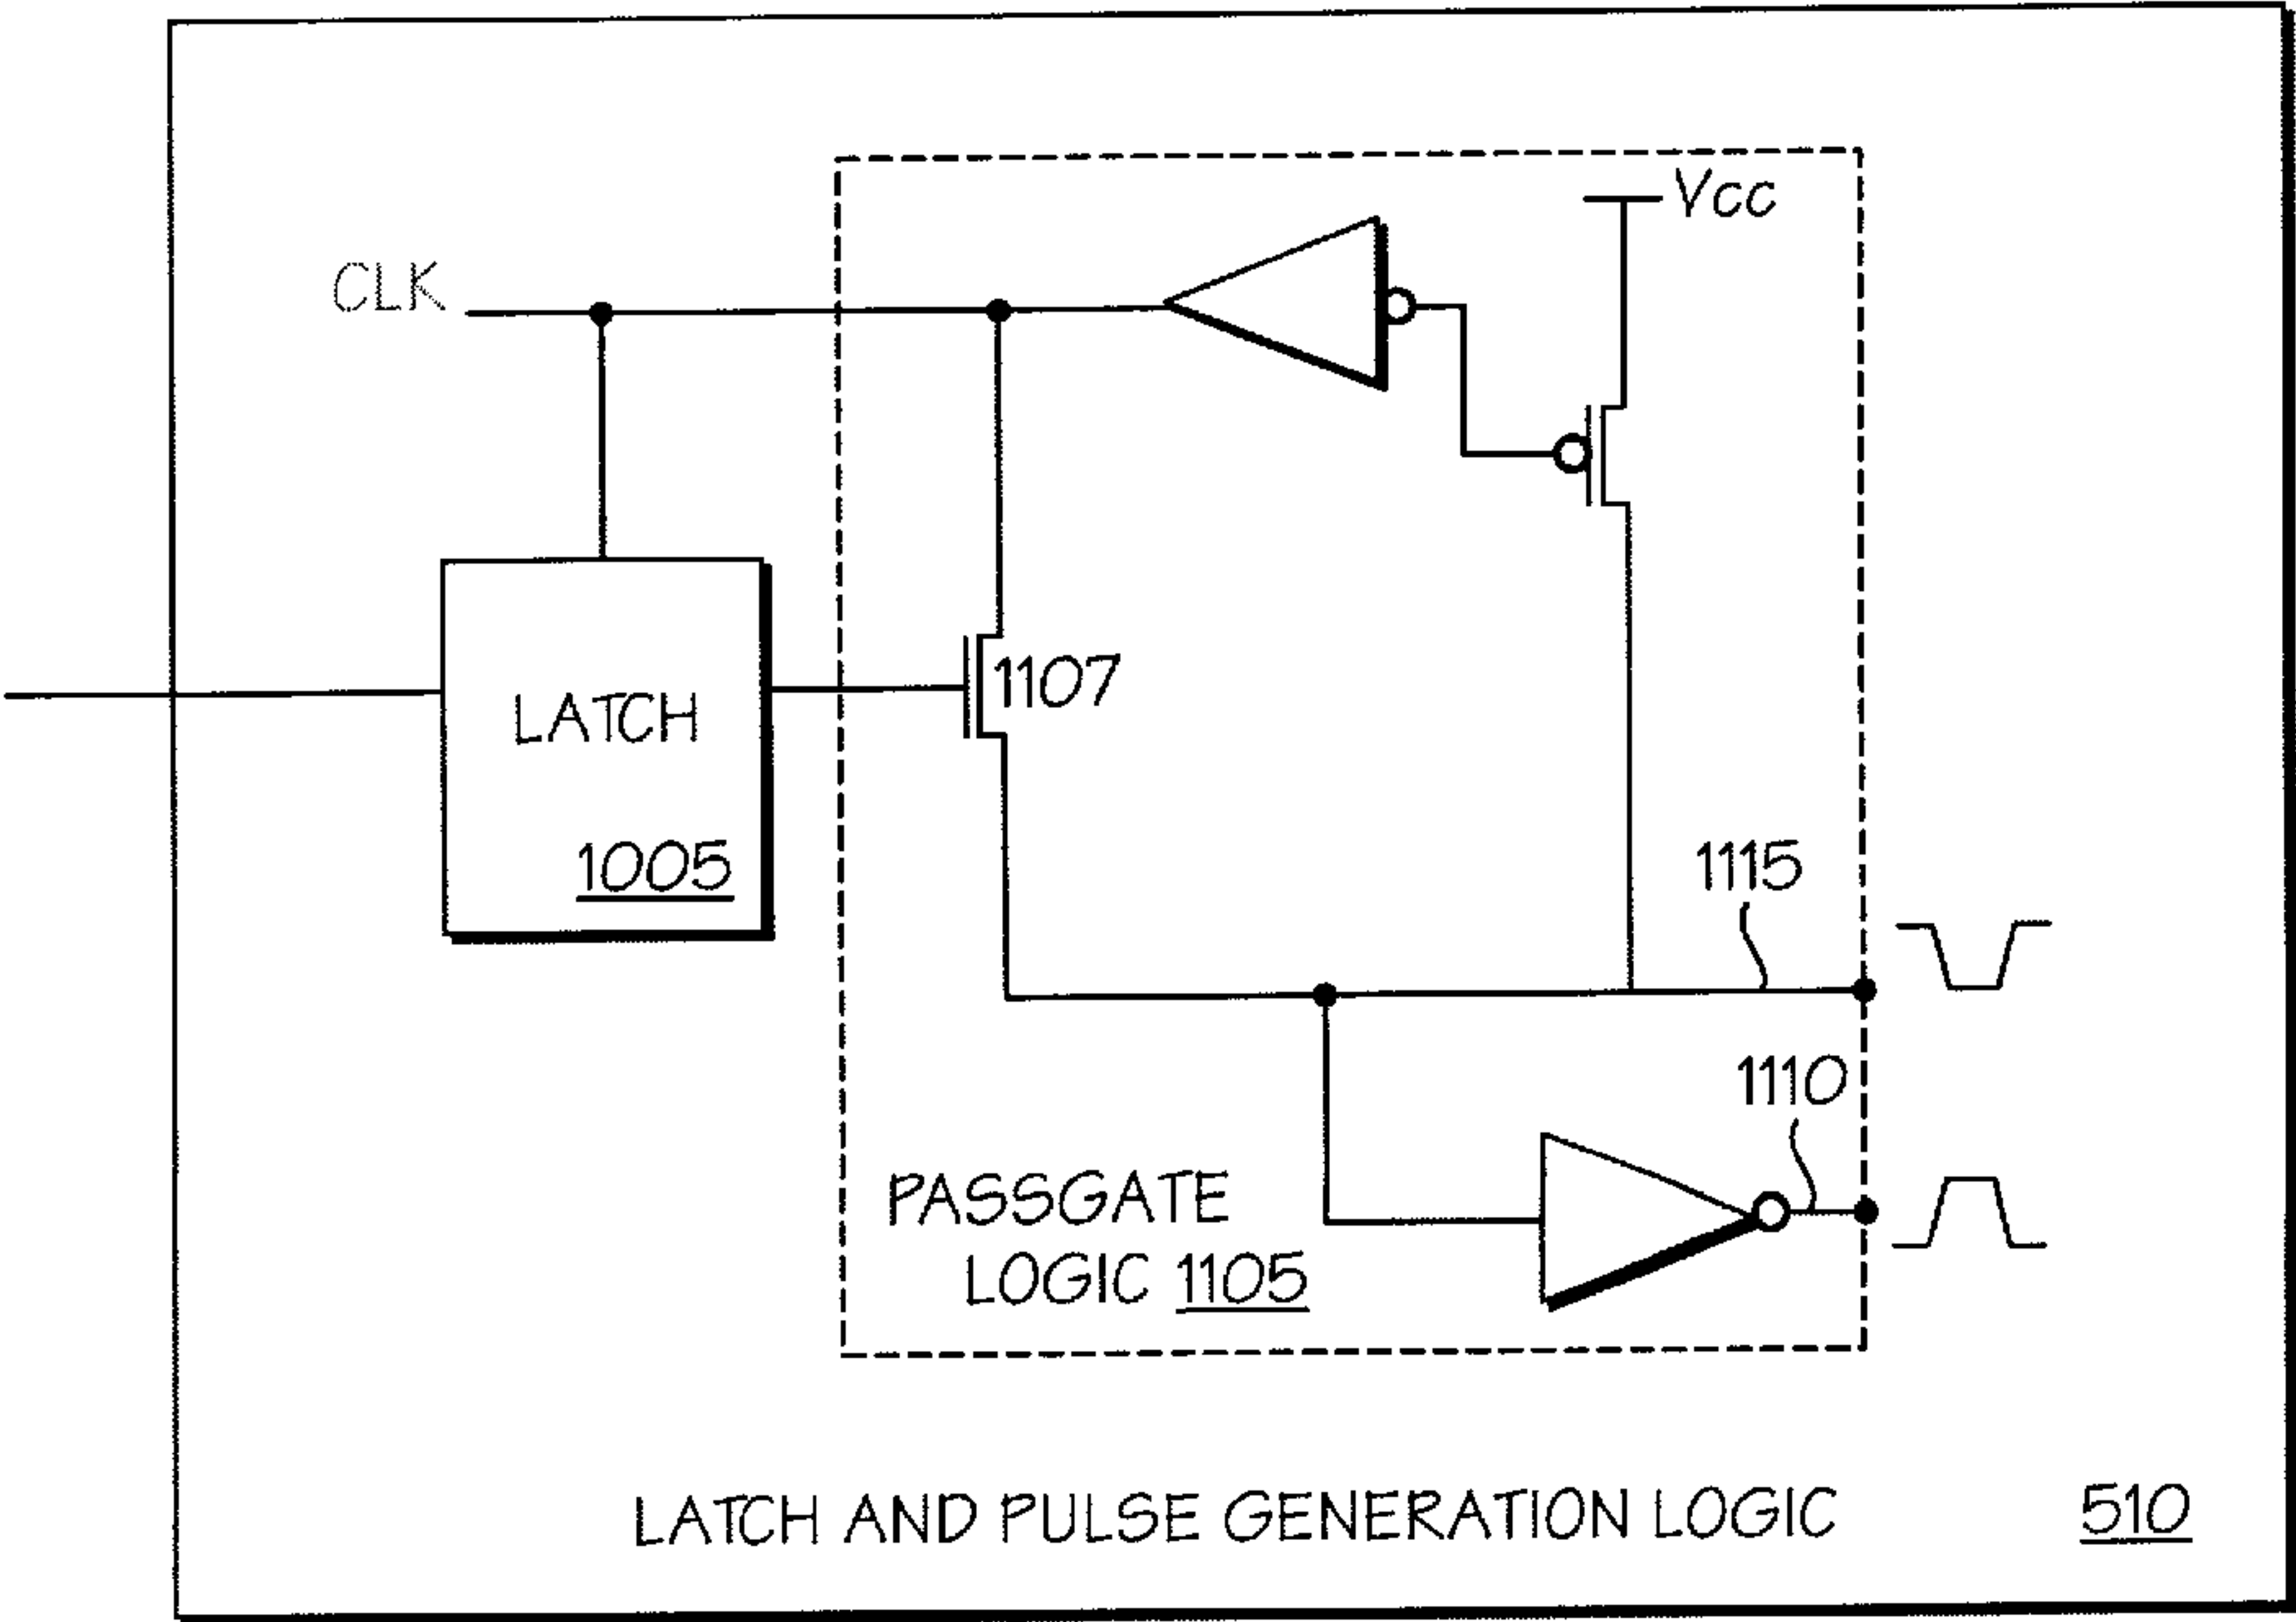 Vcc
CLK
1107
LATCH
1005
1115
1110
PASSGATE
LOGIC 1105
LATCH AND PULSE GENERATION LOGIC 510